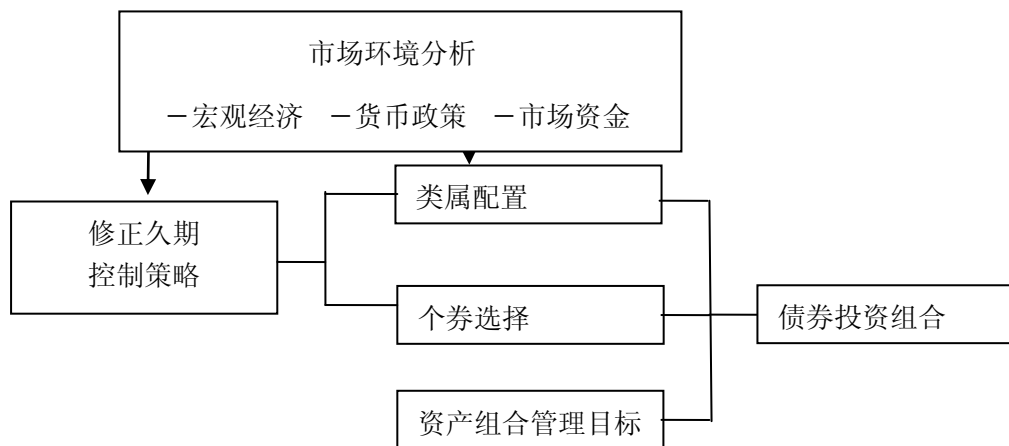 市场环境分析
－宏观经济　－货币政策　－市场资金
类属配置
修正久期
控制策略
个券选择
债券投资组合
资产组合管理目标